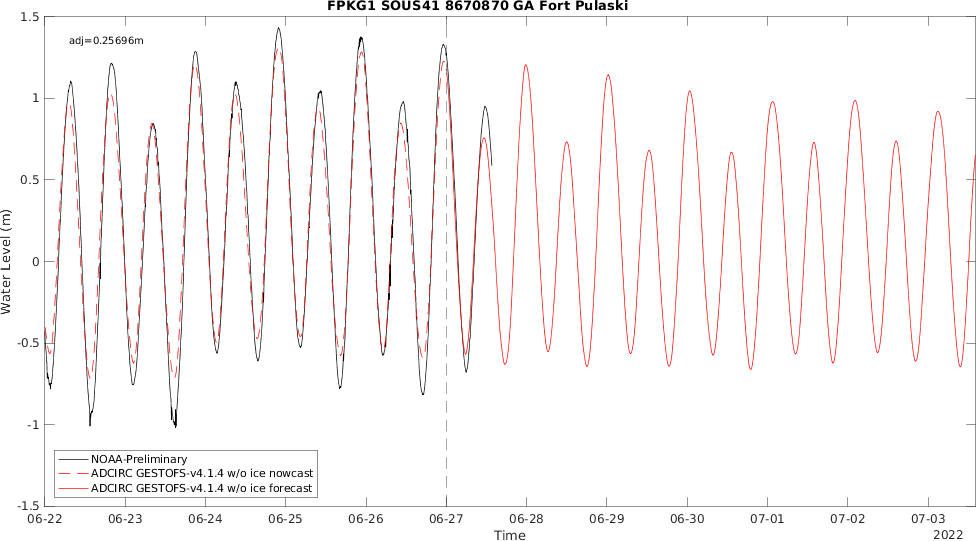 FPKG1 SOUS41 8670870 GA Fort Pulaski
1.5
adj=0.25696m
1
0.5
0
-0.5
-1
-1.5
Water Level (m)
NOAA-Preliminary
ADCIRC GESTOFS-v4.1.4 w/o ice nowcast
ADCIRC GESTOFS-v4.1.4 w/o ice forecast
06-22 06-23 06-24 06-25 06-26 06-27 06-28 06-29 06-30 07-01 07-02 07-03
Time
2022